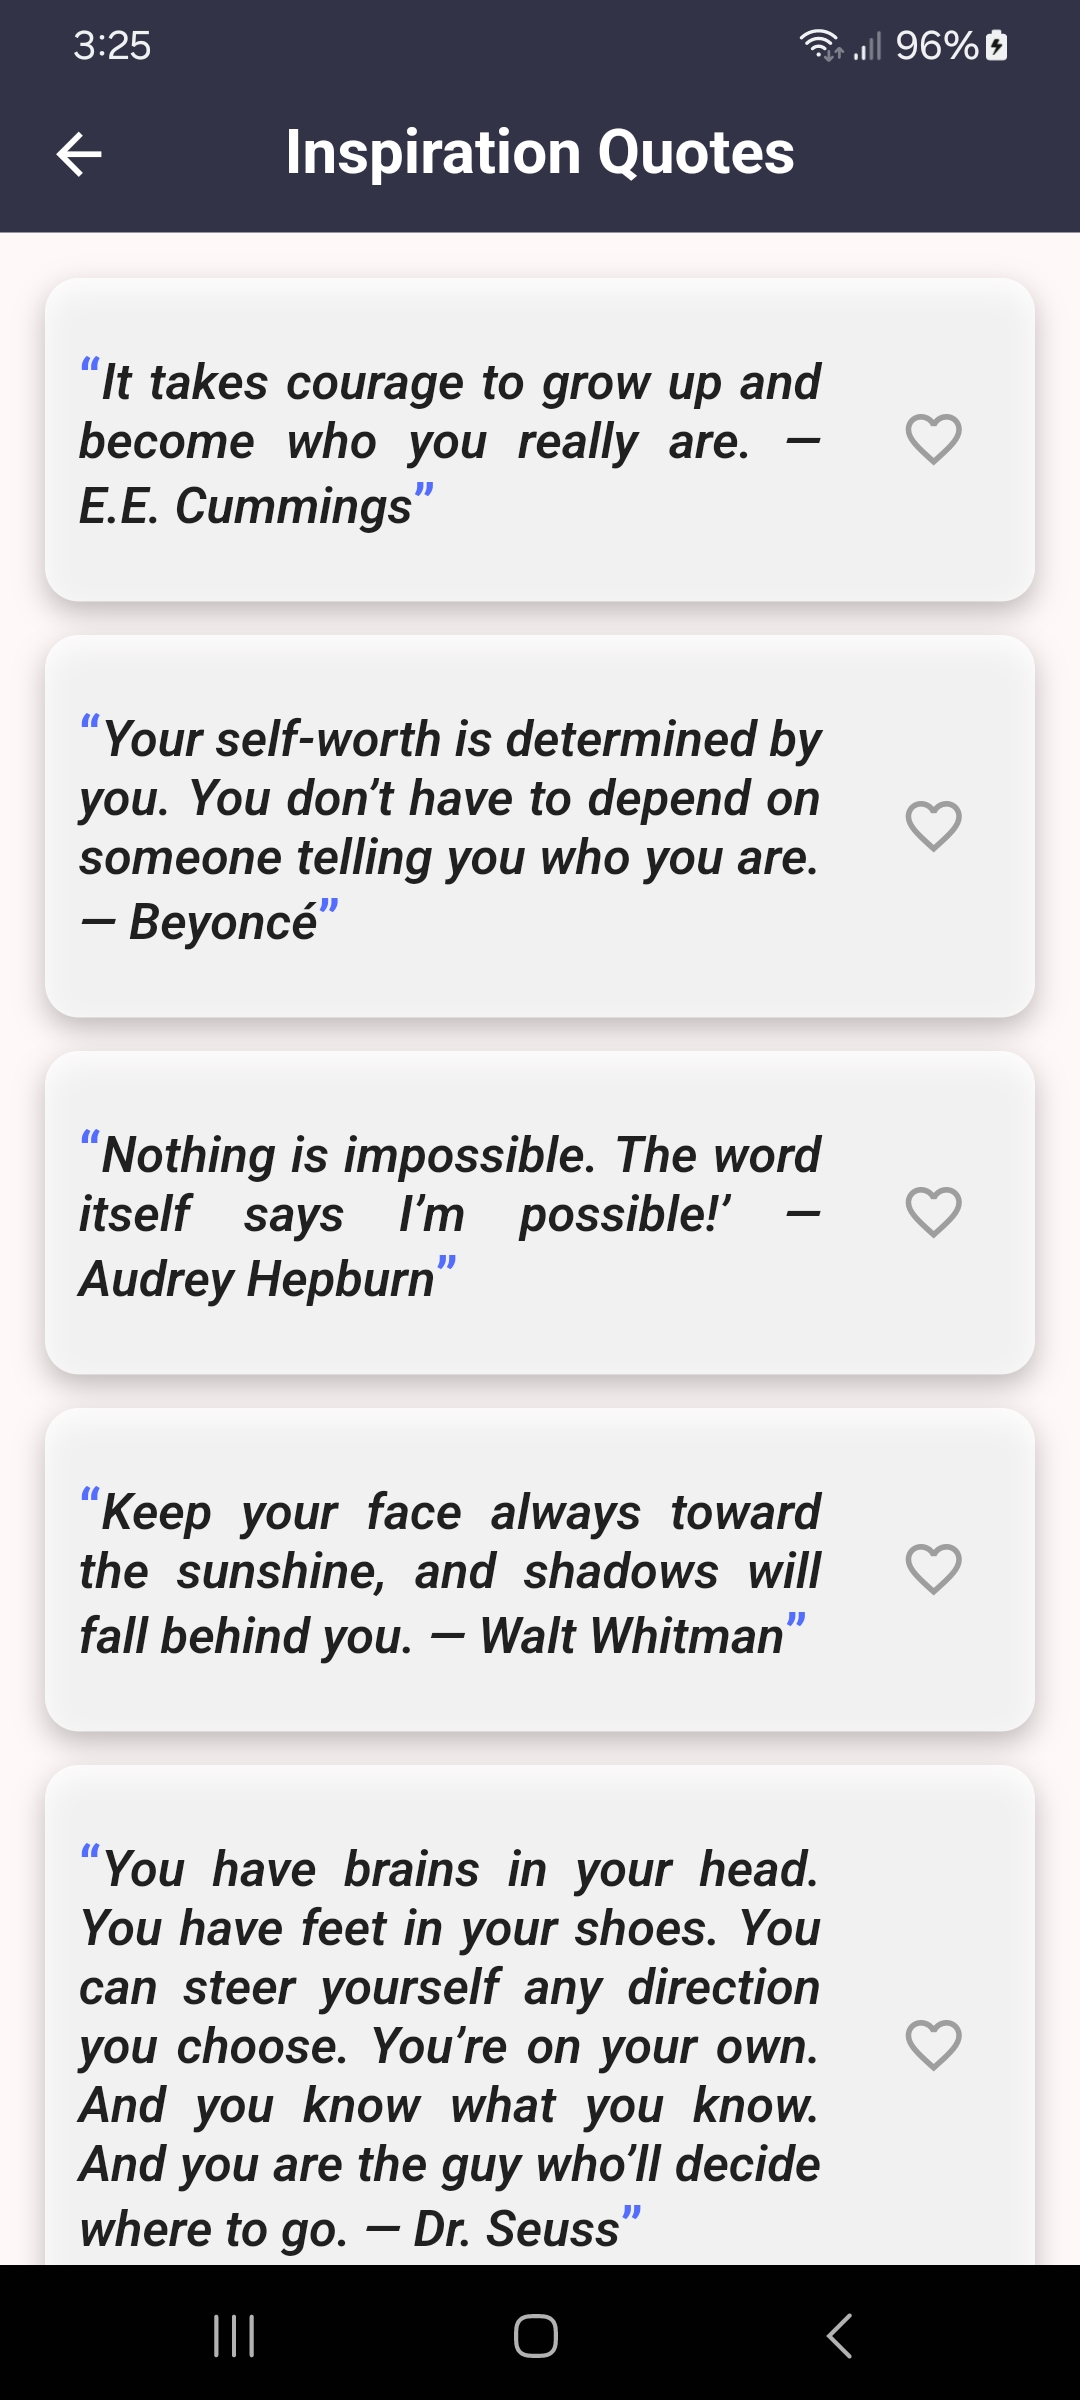 3:25
96%
Inspiration Quotes
“It takes courage to grow up and
become who you really are. —
E.E. Cummings”
“Your self-worth is determined by
you. You don’t have to depend on
someone telling you who you are.
— Beyoncé”
“Nothing is impossible. The word
itself says I’m possible!’ —
Audrey Hepburn”
“Keep your face always toward
the sunshine, and shadows will
fall behind you. — Walt Whitman”
“You have brains in your head.
You have feet in your shoes. You
can steer yourself any direction
you choose. You’re on your own.
And you know what you know.
And you are the guy who’ll decide
where to go. — Dr. Seuss”